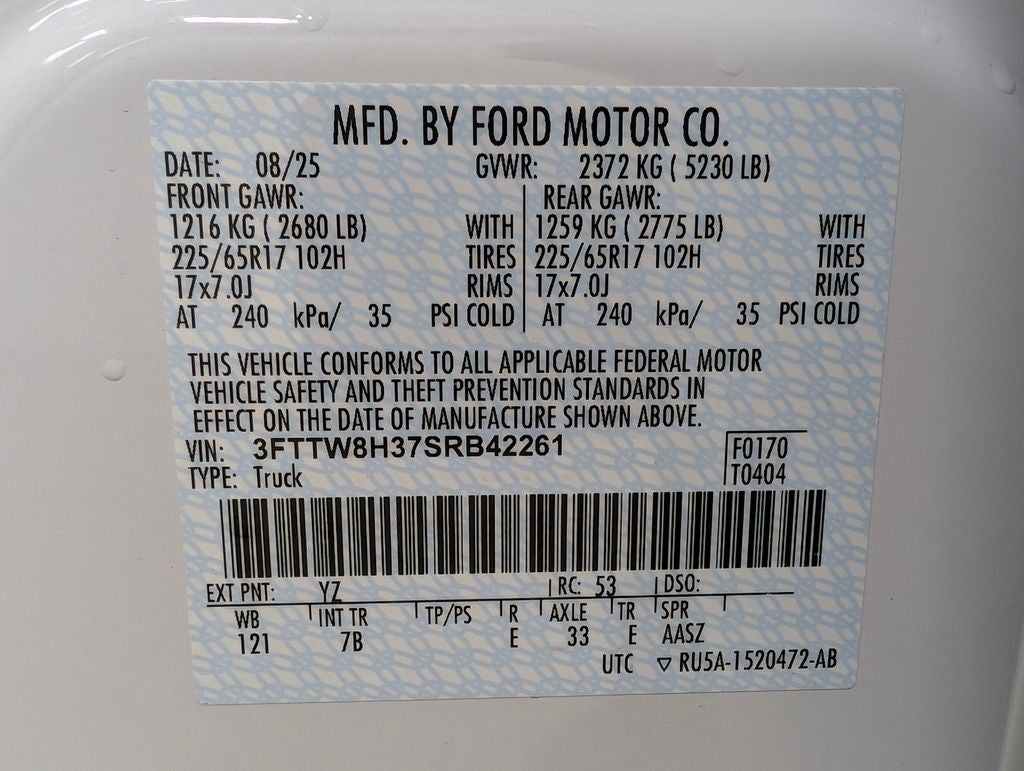 MFD. BY FORD MOTOR CO.
DATE: 08/25 GVWR: 2372 KG ( 5230 LB)
FRONT GAWR: REAR GAWR:
1216 KG ( 2680 LB) WITH 1259 KG ( 2775 LB) WITH
225/65R17 102H TIRES 225/65R17 102H TIRES
17x7.0J RIMS 17x7.0J RIMS
AT 240 kPa/ 35 PSI COLD AT 240 kPa/ 35 PSI COLD
THIS VEHICLE CONFORMS TO ALL APPLICABLE FEDERAL MOTOR
VEHICLE SAFETY AND THEFT PREVENTION STANDARDS IN
EFFECT ON THE DATE OF MANUFACTURE SHOWN ABOVE.
VIN: 3FTTW8H37SRB42261 F0170
TYPE: Truck T0404
EXT PNT: YZ RC: 53 DSO:
WB INT TR TP/PS R AXLE TR SPR
121 7B E 33 E AASZ
UTC ▽ RU5A-1520472-AB